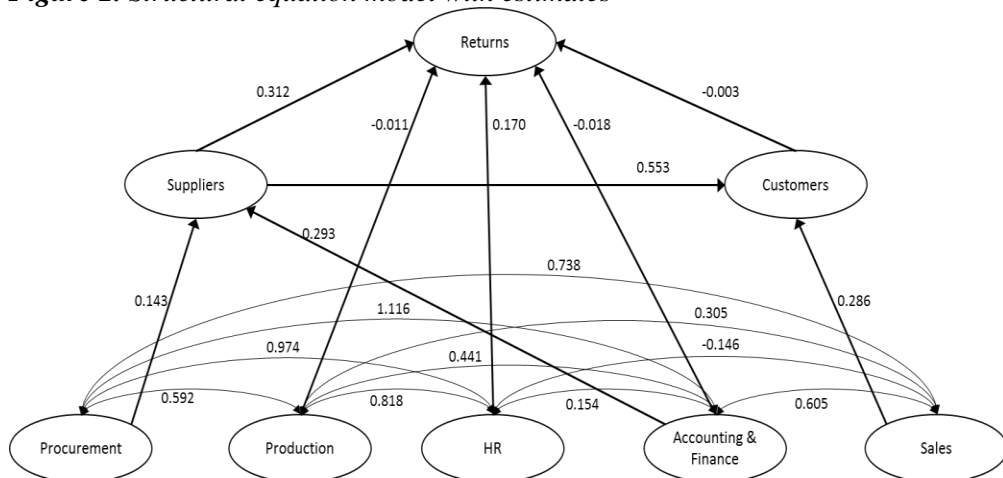 Figure 2. Structural equation model with estimates
Returns
0.312
-0.003
-0.011
0.170
-0.018
Suppliers
0.553
Customers
0.293
0.738
0.143
1.116
0.305
0.286
0.974
0.441
-0.146
0.592
0.818
0.154
0.605
Procurement
Production
HR
Accounting &
Finance
Sales